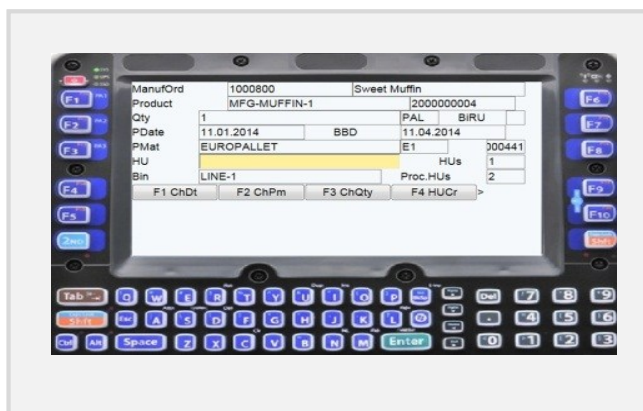 ManufOrd 1000800 Sweet Muffin
Product MFG-MUFFIN-1 2000000004
Qty 1 PAL BiRU
PDate 11.01.2014 BBD 11.04.2014
PMat EUROPALLET E1 000441
HU HUs 1
Bin LINE-1 Proc.HUs 2
F1 ChDt F2 ChPm F3 ChQty F4 HUCr >
F1 F6
F2 F7
F3 F8
F4 F9
F5 F10
2ND Shift
Tab Q W E R T Y U I O P Del 7 8 9
Shift Esc A S D F G H J K L . 4 5 6
Ctrl Alt Space Z X C V B N M Enter 0 1 2 3